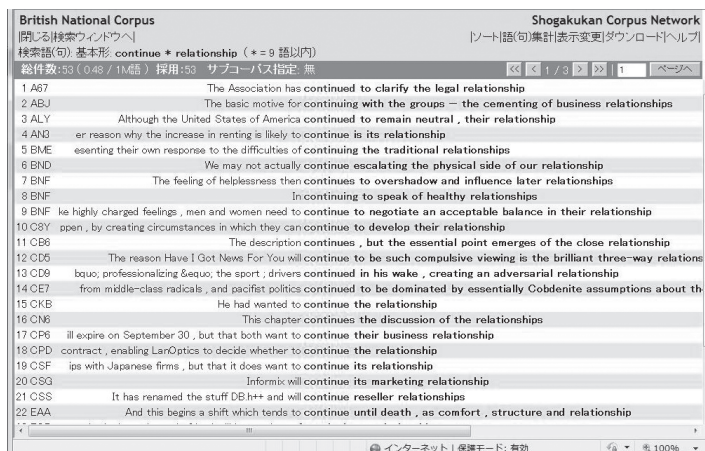 British National Corpus Shogakukan Corpus Network
|閉じる|検索ウィンドウへ| |ソート|語(句)集計|表示変更|ダウンロード|ヘルプ|
検索語(句): 基本形: continue * relationship ( * = 9 語以内)
総件数:53 ( 0.48 / 1M語 ) 採用:53 サブコーパス指定: 無 << < 1 / 3 > >> | 1 ページへ
1 A67 The Association has continued to clarify the legal relationship
2 ABJ The basic motive for continuing with the groups — the cementing of business relationships
3 ALY Although the United States of America continued to remain neutral , their relationship
4 AN3 er reason why the increase in renting is likely to continue is its relationship
5 BME esenting their own response to the difficulties of continuing the traditional relationships
6 BND We may not actually continue escalating the physical side of our relationship
7 BNF The feeling of helplessness then continues to overshadow and influence later relationships
8 BNF In continuing to speak of healthy relationships
9 BNF ke highly charged feelings , men and women need to continue to negotiate an acceptable balance in their relationship
10 C8Y ppen , by creating circumstances in which they can continue to develop their relationship
11 CB6 The description continues , but the essential point emerges of the close relationship
12 CD5 The reason Have I Got News For You will continue to be such compulsive viewing is the brilliant three-way relations
13 CD9 bquo; professionalizing &equo; the sport ; drivers continued in his wake , creating an adversarial relationship
14 CE7 from middle-class radicals , and pacifist politics continued to be dominated by essentially Cobdenite assumptions about th
15 CKB He had wanted to continue the relationship
16 CN6 This chapter continues the discussion of the relationships
17 CP6 ill expire on September 30 , but that both want to continue their business relationship
18 CPD contract , enabling LanOptics to decide whether to continue the relationship
19 CSF ips with Japanese firms , but that it does want to continue its relationship
20 CSG Informix will continue its marketing relationship
21 CSS It has renamed the stuff DB.h++ and will continue reseller relationships
22 EAA And this begins a shift which tends to continue until death , as comfort , structure and relationship
インターネット | 保護モード: 有効 100%